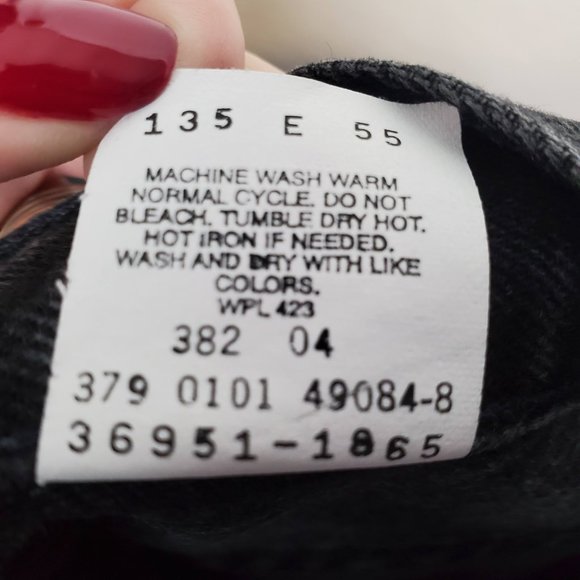 135 E 55
MACHINE WASH WARM
NORMAL CYCLE. DO NOT
BLEACH. TUMBLE DRY HOT.
HOT IRON IF NEEDED.
WASH AND DRY WITH LIKE
COLORS.
WPL 423
382 04
379 0101 49084-8
36951-1865